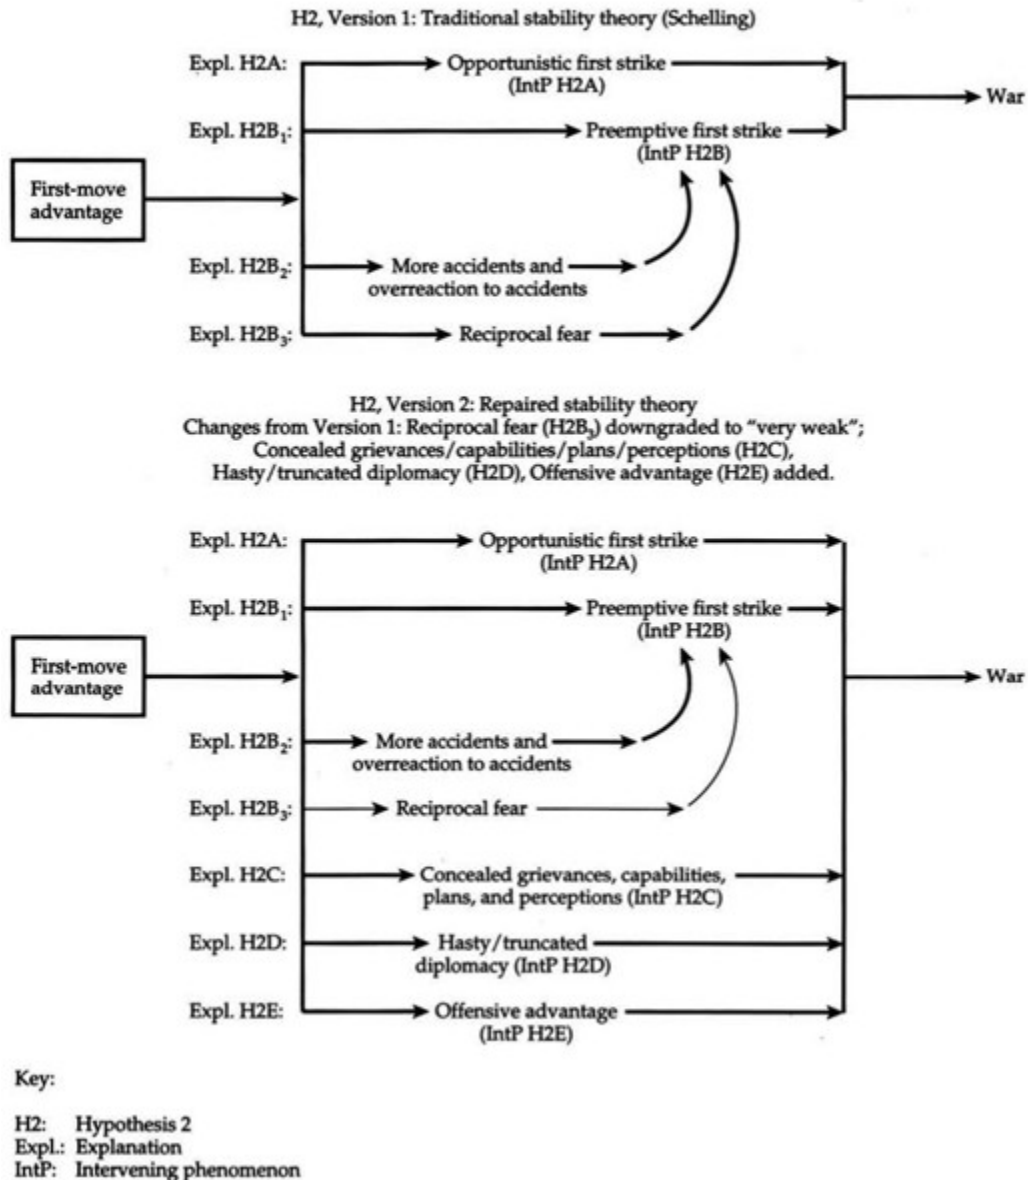 H2, Version 1: Traditional stability theory (Schelling)
Expl. H2A: Opportunistic first strike
(IntP H2A)
War
Expl. H2B₁: Preemptive first strike
(IntP H2B)
First-move
advantage
Expl. H2B₂: More accidents and
overreaction to accidents
Expl. H2B₃: Reciprocal fear
H2, Version 2: Repaired stability theory
Changes from Version 1: Reciprocal fear (H2B₃) downgraded to “very weak”;
Concealed grievances/capabilities/plans/perceptions (H2C),
Hasty/truncated diplomacy (H2D), Offensive advantage (H2E) added.
Expl. H2A: Opportunistic first strike
(IntP H2A)
Expl. H2B₁: Preemptive first strike
(IntP H2B)
First-move
advantage
War
Expl. H2B₂: More accidents and
overreaction to accidents
Expl. H2B₃: Reciprocal fear
Expl. H2C: Concealed grievances, capabilities,
plans, and perceptions (IntP H2C)
Expl. H2D: Hasty/truncated
diplomacy (IntP H2D)
Expl. H2E: Offensive advantage
(IntP H2E)
Key:
H2: Hypothesis 2
Expl.: Explanation
IntP: Intervening phenomenon